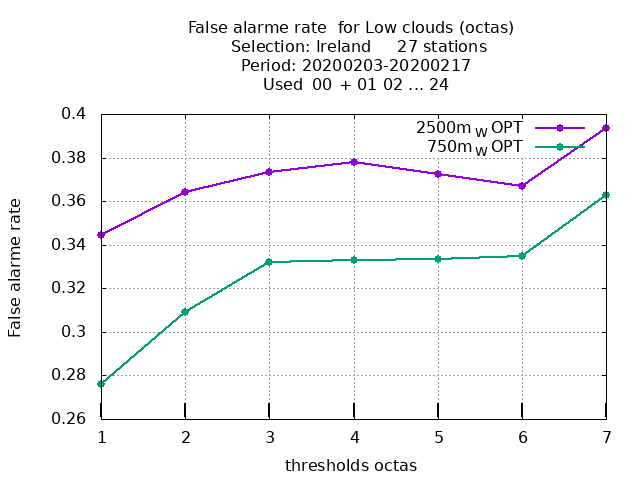 False alarme rate  for Low clouds (octas)
Selection: Ireland     27 stations
Period: 20200203-20200217
Used  00 + 01 02 ... 24
0.4
0.38
0.36
0.34
0.32
0.3
0.28
0.26
False alarme rate
2500m W OPT
750m W OPT
1 2 3 4 5 6 7
thresholds octas